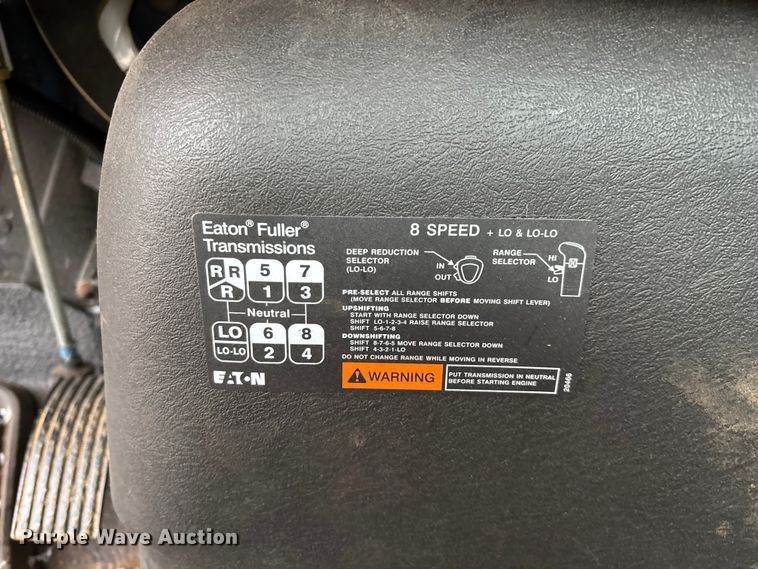 Eaton® Fuller®
Transmissions
8 SPEED + LO & LO-LO
R R 5 7
R 1 3
Neutral
LO 6 8
LO-LO 2 4
EATON
DEEP REDUCTION
SELECTOR
(LO-LO)
IN
OUT
RANGE
SELECTOR
HI
LO
PRE-SELECT ALL RANGE SHIFTS
(MOVE RANGE SELECTOR BEFORE MOVING SHIFT LEVER)
UPSHIFTING
START WITH RANGE SELECTOR DOWN
SHIFT LO-1-2-3-4 RAISE RANGE SELECTOR
SHIFT 5-6-7-8
DOWNSHIFTING
SHIFT 8-7-6-5 MOVE RANGE SELECTOR DOWN
SHIFT 4-3-2-1-LO
DO NOT CHANGE RANGE WHILE MOVING IN REVERSE
WARNING
PUT TRANSMISSION IN NEUTRAL
BEFORE STARTING ENGINE
20466
Purple Wave Auction